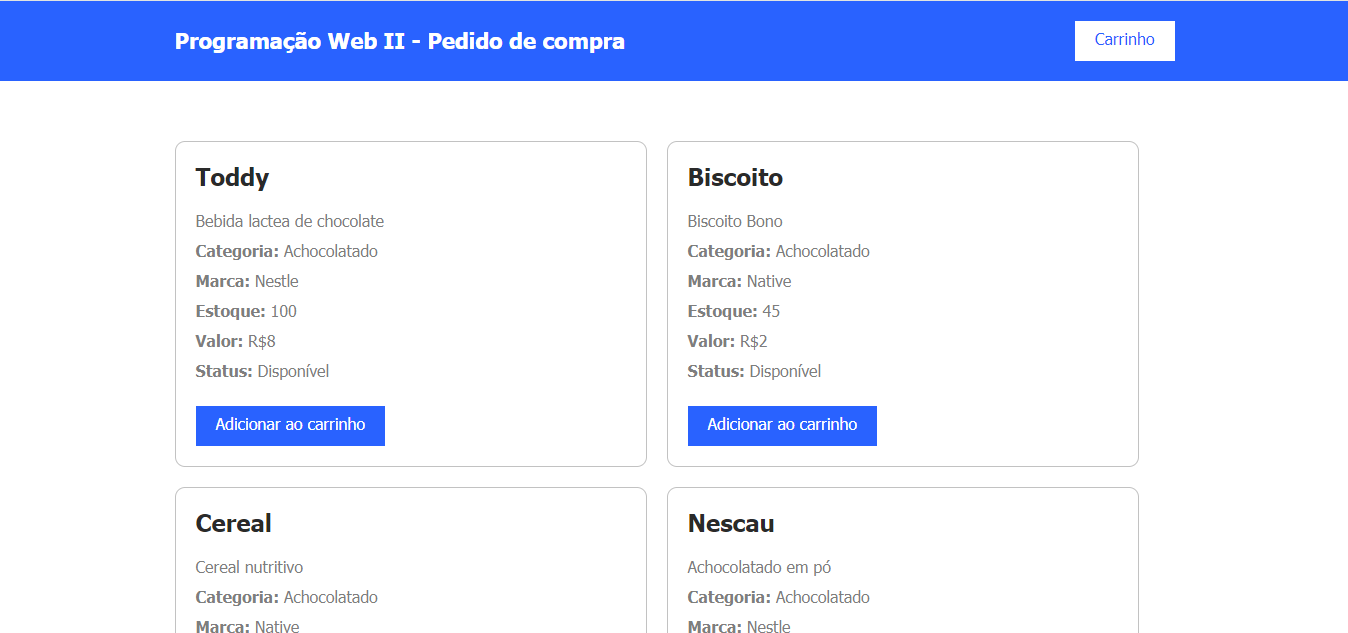 Programação Web II - Pedido de compra
Carrinho
Toddy
Bebida lactea de chocolate
Categoria: Achocolatado
Marca: Nestle
Estoque: 100
Valor: R$8
Status: Disponível
Adicionar ao carrinho
Biscoito
Biscoito Bono
Categoria: Achocolatado
Marca: Native
Estoque: 45
Valor: R$2
Status: Disponível
Adicionar ao carrinho
Cereal
Cereal nutritivo
Categoria: Achocolatado
Marca: Native
Nescau
Achocolatado em pó
Categoria: Achocolatado
Marca: Nestle